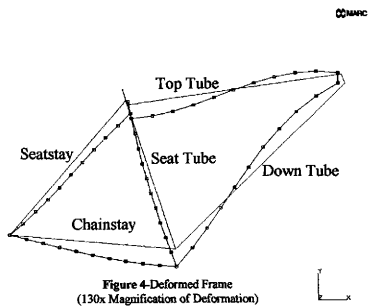 MARC
Top Tube
Seatstay
Seat Tube
Down Tube
Chainstay
Y
Z X
Figure 4-Deformed Frame
(130x Magnification of Deformation)